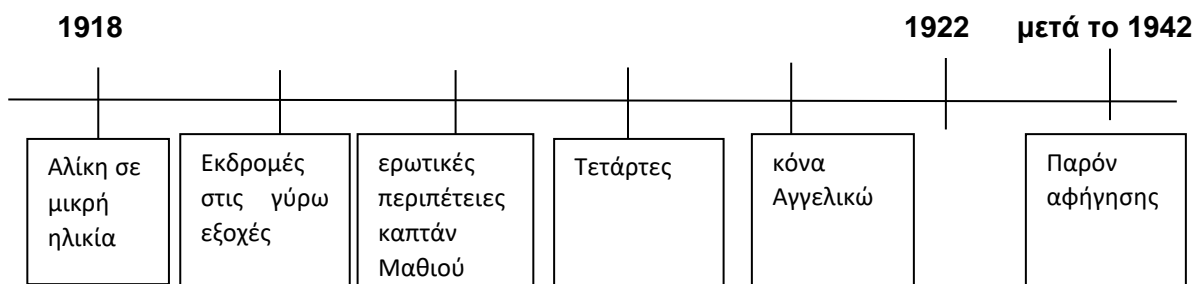 1918 1922 μετά το 1942
Αλίκη σε
μικρή
ηλικία
Εκδρομές
στις γύρω
εξοχές
ερωτικές
περιπέτειες
καπτάν
Μαθιού
Τετάρτες
κόνα
Αγγελικώ
Παρόν
αφήγησης